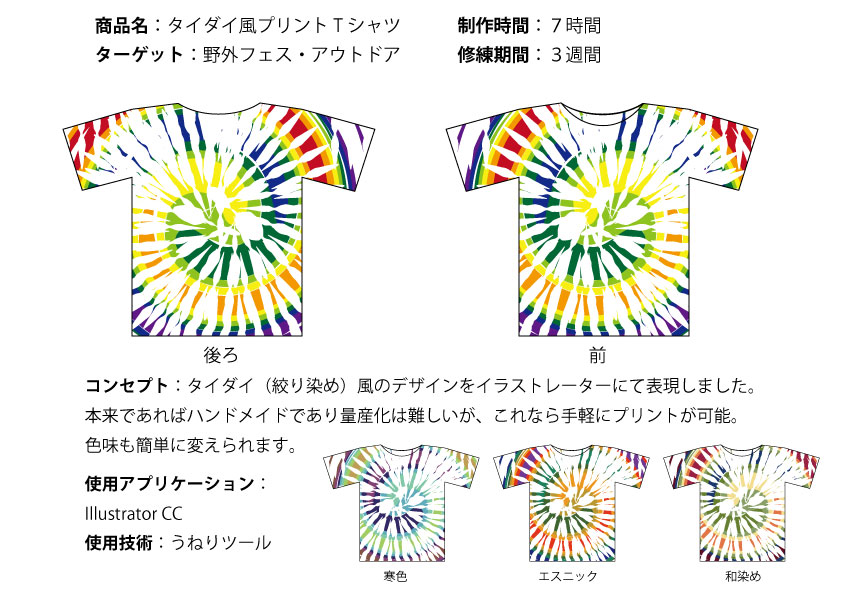 商品名：タイダイ風プリントTシャツ
制作時間：７時間
ターゲット：野外フェス・アウトドア
修練期間：３週間
後ろ
前
コンセプト：タイダイ（絞り染め）風のデザインをイラストレーターにて表現しました。
本来であればハンドメイドであり量産化は難しいが、これなら手軽にプリントが可能。
色味も簡単に変えられます。
使用アプリケーション：
Illustrator CC
使用技術：うねりツール
寒色
エスニック
和染め